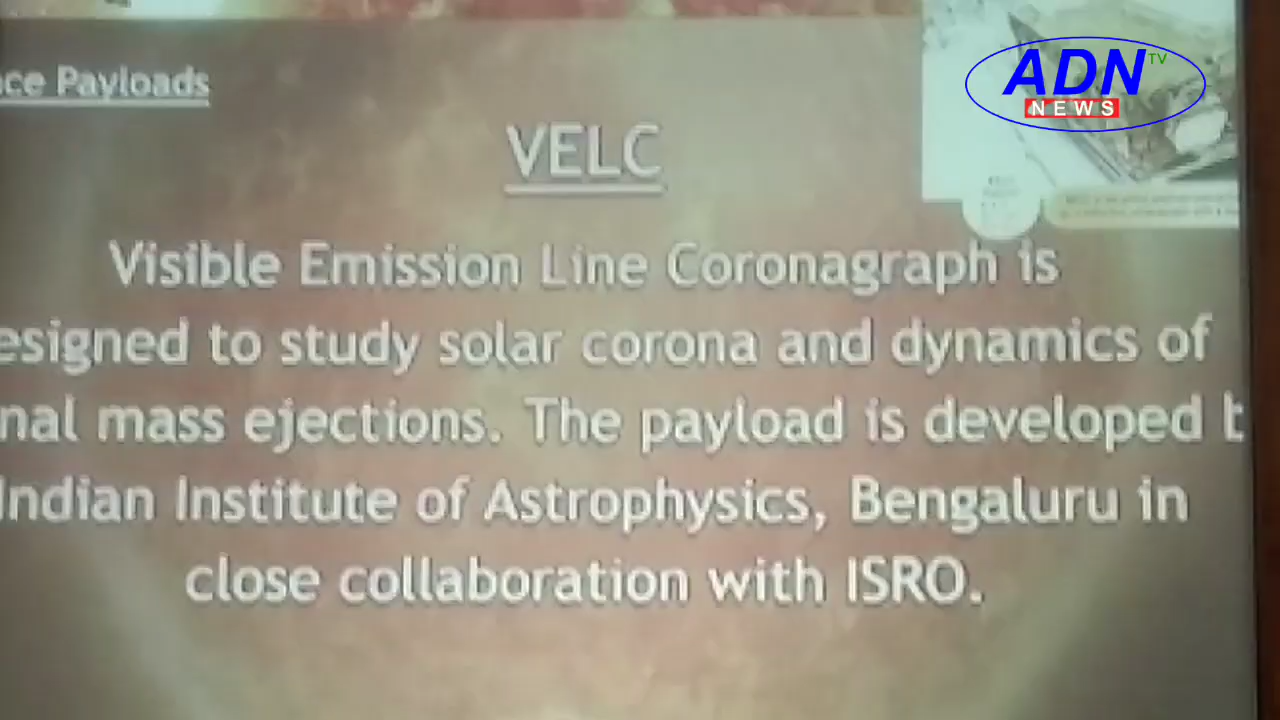 ADN TV
NEWS
nce Payloads
VELC
Visible Emission Line Coronagraph is
esigned to study solar corona and dynamics of
nal mass ejections. The payload is developed b
Indian Institute of Astrophysics, Bengaluru in
close collaboration with ISRO.